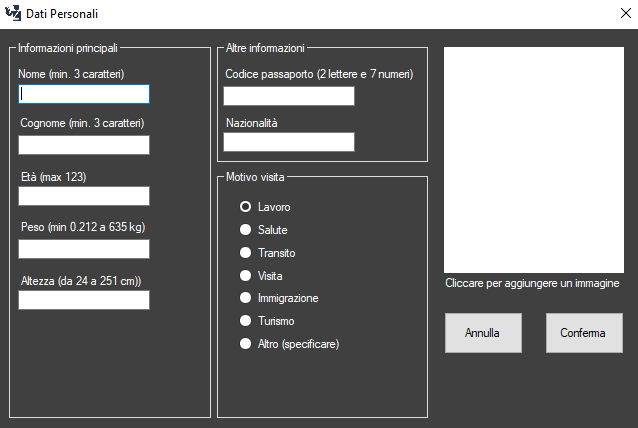 Dati Personali
Informazioni principali
Nome (min. 3 caratteri)
Cognome (min. 3 caratteri)
Età (max 123)
Peso (min 0.212 a 635 kg)
Altezza (da 24 a 251 cm))
Altre informazioni
Codice passaporto (2 lettere e 7 numeri)
Nazionalità
Motivo visita
Lavoro
Salute
Transito
Visita
Immigrazione
Turismo
Altro (specificare)
Cliccare per aggiungere un immagine
Annulla
Conferma